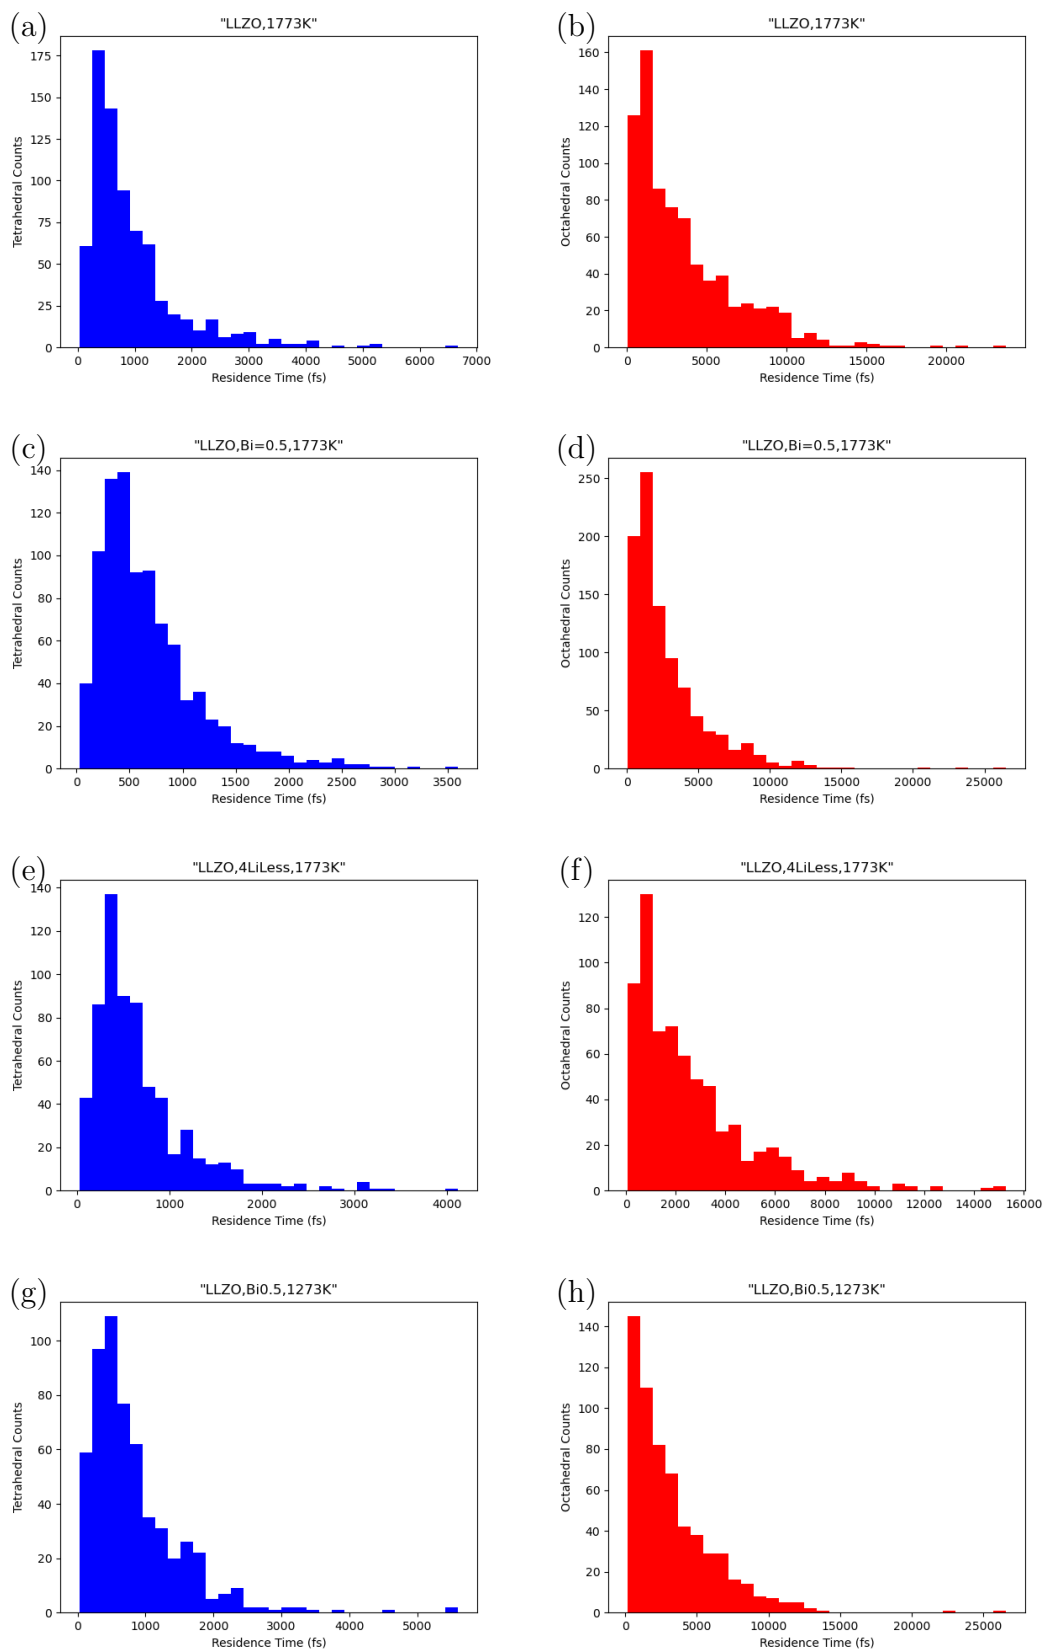 (a)
"LLZO,1773K"
Tetrahedral Counts
175
150
125
100
75
50
25
0
0 1000 2000 3000 4000 5000 6000 7000
Residence Time (fs)
(b)
"LLZO,1773K"
Octahedral Counts
160
140
120
100
80
60
40
20
0
0 5000 10000 15000 20000
Residence Time (fs)
(c)
"LLZO,Bi=0.5,1773K"
Tetrahedral Counts
140
120
100
80
60
40
20
0
0 500 1000 1500 2000 2500 3000 3500
Residence Time (fs)
(d)
"LLZO,Bi=0.5,1773K"
Octahedral Counts
250
200
150
100
50
0
0 5000 10000 15000 20000 25000
Residence Time (fs)
(e)
"LLZO,4LiLess,1773K"
Tetrahedral Counts
140
120
100
80
60
40
20
0
0 1000 2000 3000 4000
Residence Time (fs)
(f)
"LLZO,4LiLess,1773K"
Octahedral Counts
120
100
80
60
40
20
0
0 2000 4000 6000 8000 10000 12000 14000 16000
Residence Time (fs)
(g)
"LLZO,Bi0.5,1273K"
Tetrahedral Counts
100
80
60
40
20
0
0 1000 2000 3000 4000 5000
Residence Time (fs)
(h)
"LLZO,Bi0.5,1273K"
Octahedral Counts
140
120
100
80
60
40
20
0
0 5000 10000 15000 20000 25000
Residence Time (fs)